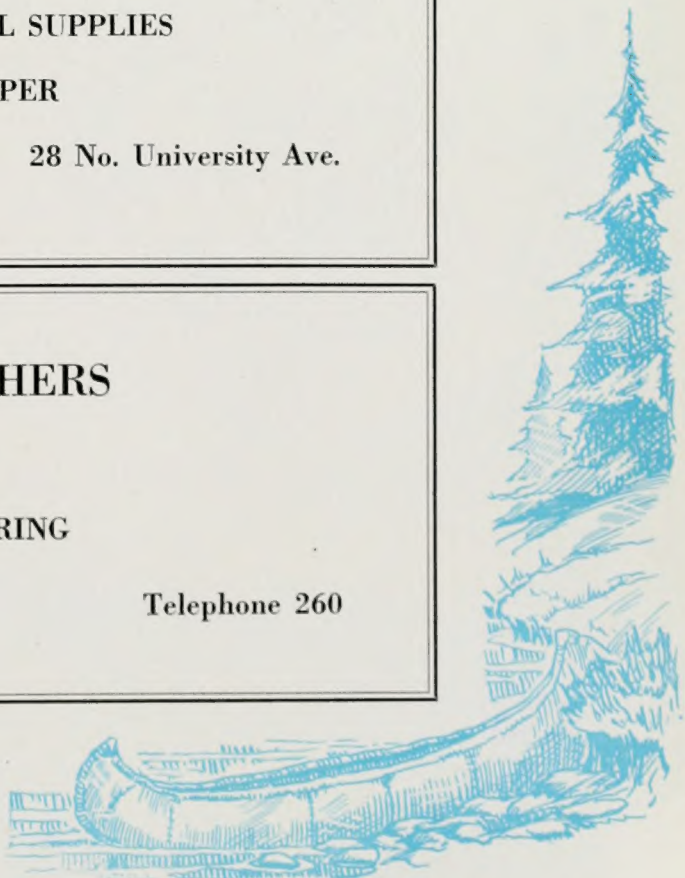 L SUPPLIES
PER
28 No. University Ave.
HERS
RING
Telephone 260